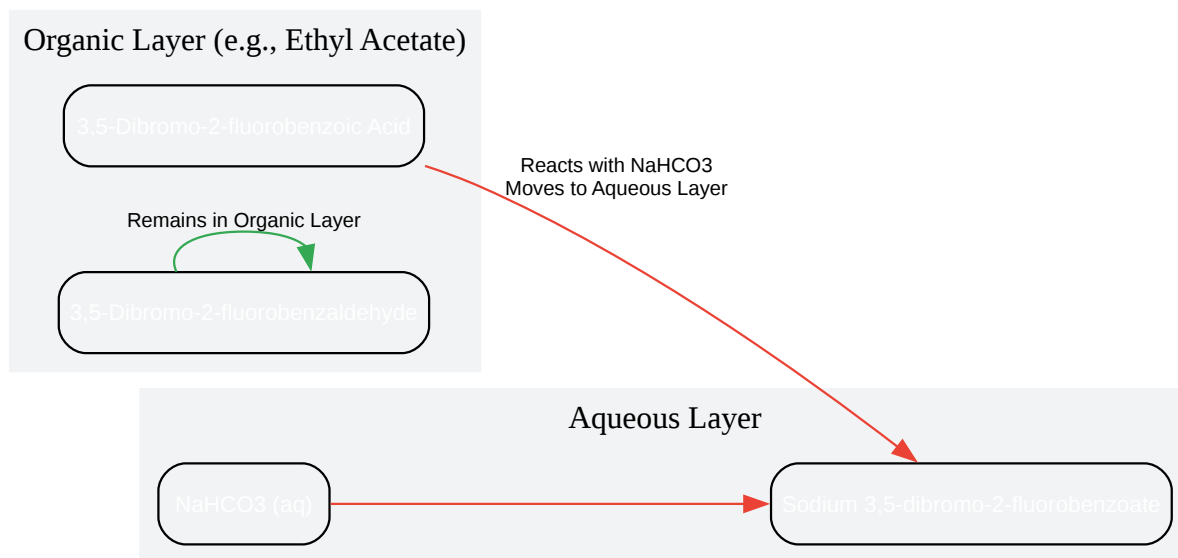 Organic Layer (e.g., Ethyl Acetate)
3,5-Dibromo-2-fluorobenzoic Acid
Reacts with NaHCO3
Moves to Aqueous Layer
Remains in Organic Layer
3,5-Dibromo-2-fluorobenzaldehyde
Aqueous Layer
NaHCO3 (aq)
Sodium 3,5-dibromo-2-fluorobenzoate